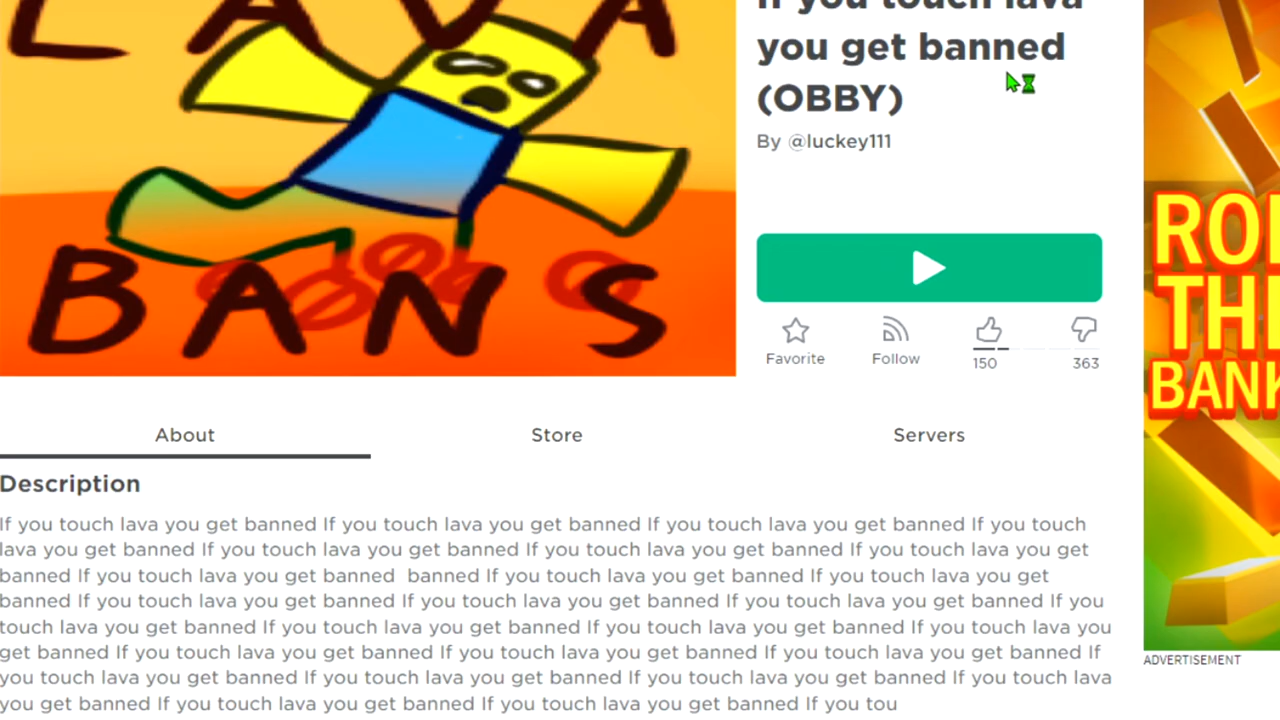 LAVA
BANS
If you touch lava
you get banned
(OBBY)
By @luckey111
Favorite
Follow
150
363
About
Store
Servers
Description
If you touch lava you get banned If you touch lava you get banned If you touch lava you get banned If you touch
lava you get banned If you touch lava you get banned If you touch lava you get banned If you touch lava you get
banned If you touch lava you get banned  banned If you touch lava you get banned If you touch lava you get
banned If you touch lava you get banned If you touch lava you get banned If you touch lava you get banned If you
touch lava you get banned If you touch lava you get banned If you touch lava you get banned If you touch lava you
get banned If you touch lava you get banned If you touch lava you get banned If you touch lava you get banned If
you touch lava you get banned If you touch lava you get banned If you touch lava you get banned If you touch lava
you get banned If you touch lava you get banned If you touch lava you get banned If you tou
ROI
THE
BANK
ADVERTISEMENT